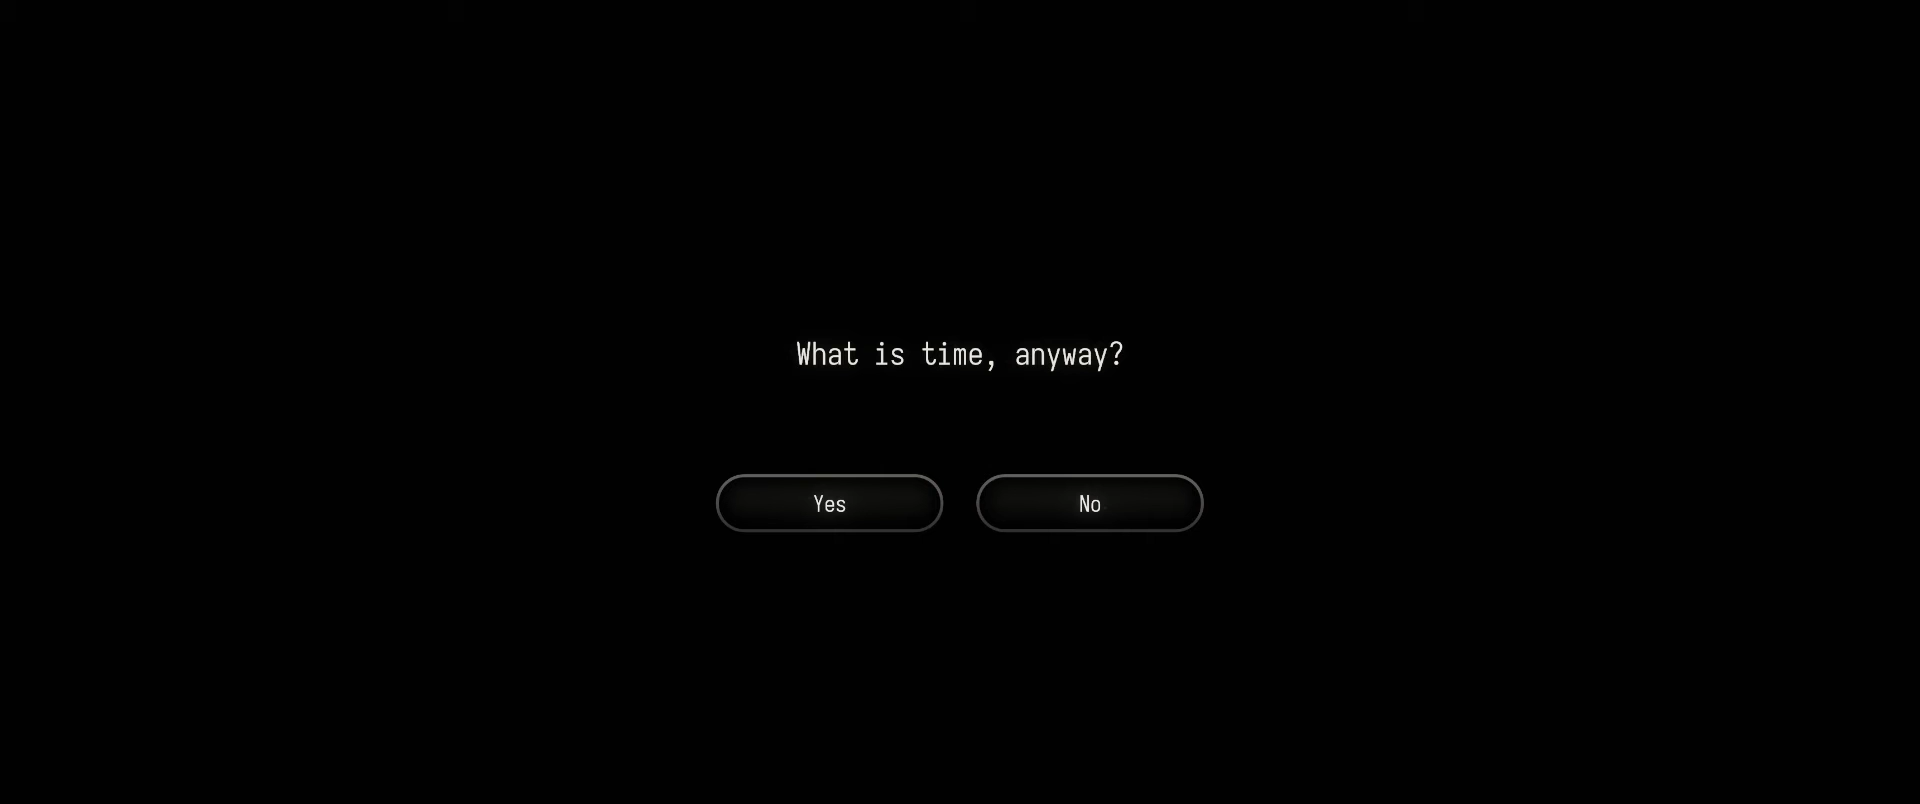 What is time, anyway?
Yes
No